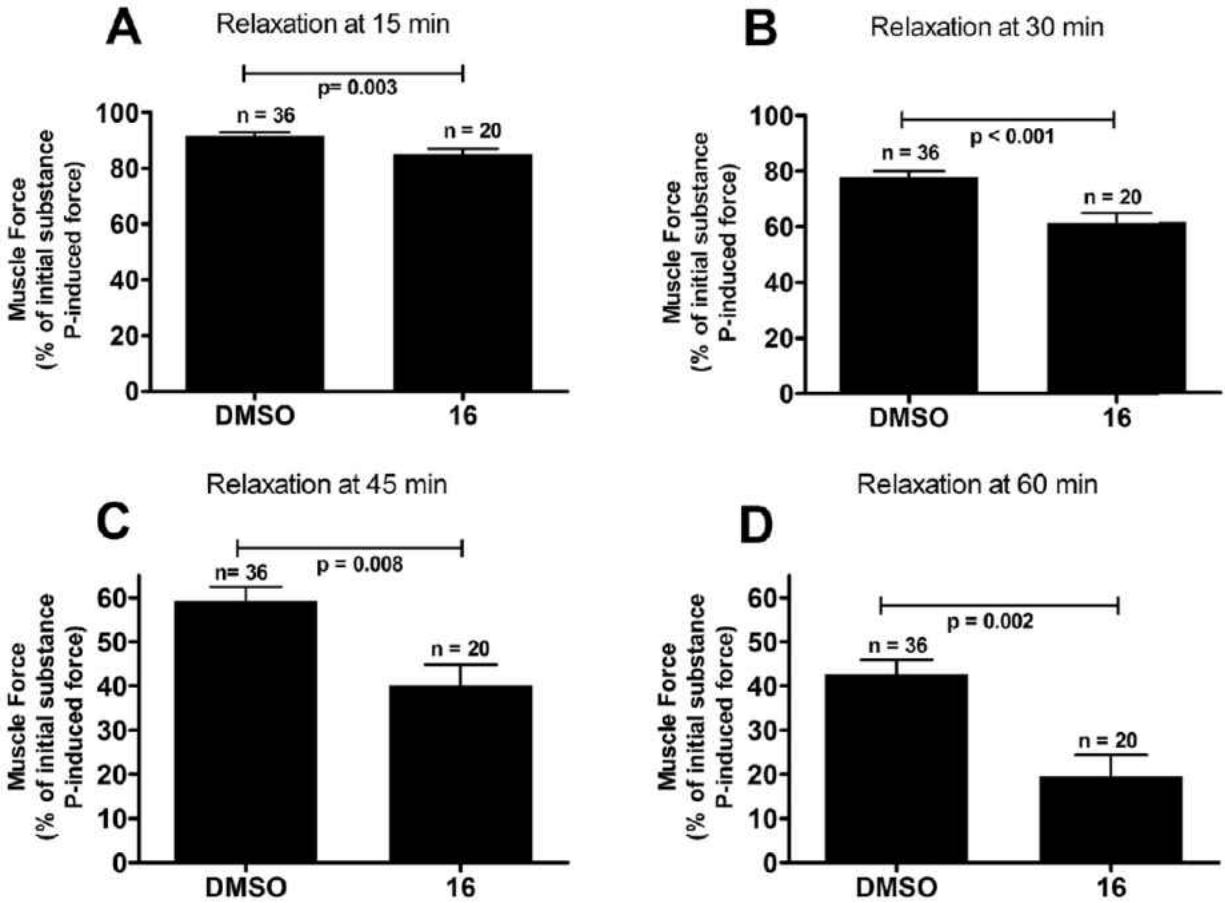 A
Relaxation at 15 min
p= 0.003
n = 36
n = 20
Muscle Force
(% of initial substance
P-induced force)
100
80
60
40
20
0
DMSO
16
B
Relaxation at 30 min
p < 0.001
n = 36
n = 20
Muscle Force
(% of initial substance
P-induced force)
100
80
60
40
20
0
DMSO
16
C
Relaxation at 45 min
p = 0.008
n= 36
n = 20
Muscle Force
(% of initial substance
P-induced force)
60
50
40
30
20
10
0
DMSO
16
D
Relaxation at 60 min
p = 0.002
n = 36
n = 20
Muscle Force
(% of initial substance
P-induced force)
60
50
40
30
20
10
0
DMSO
16